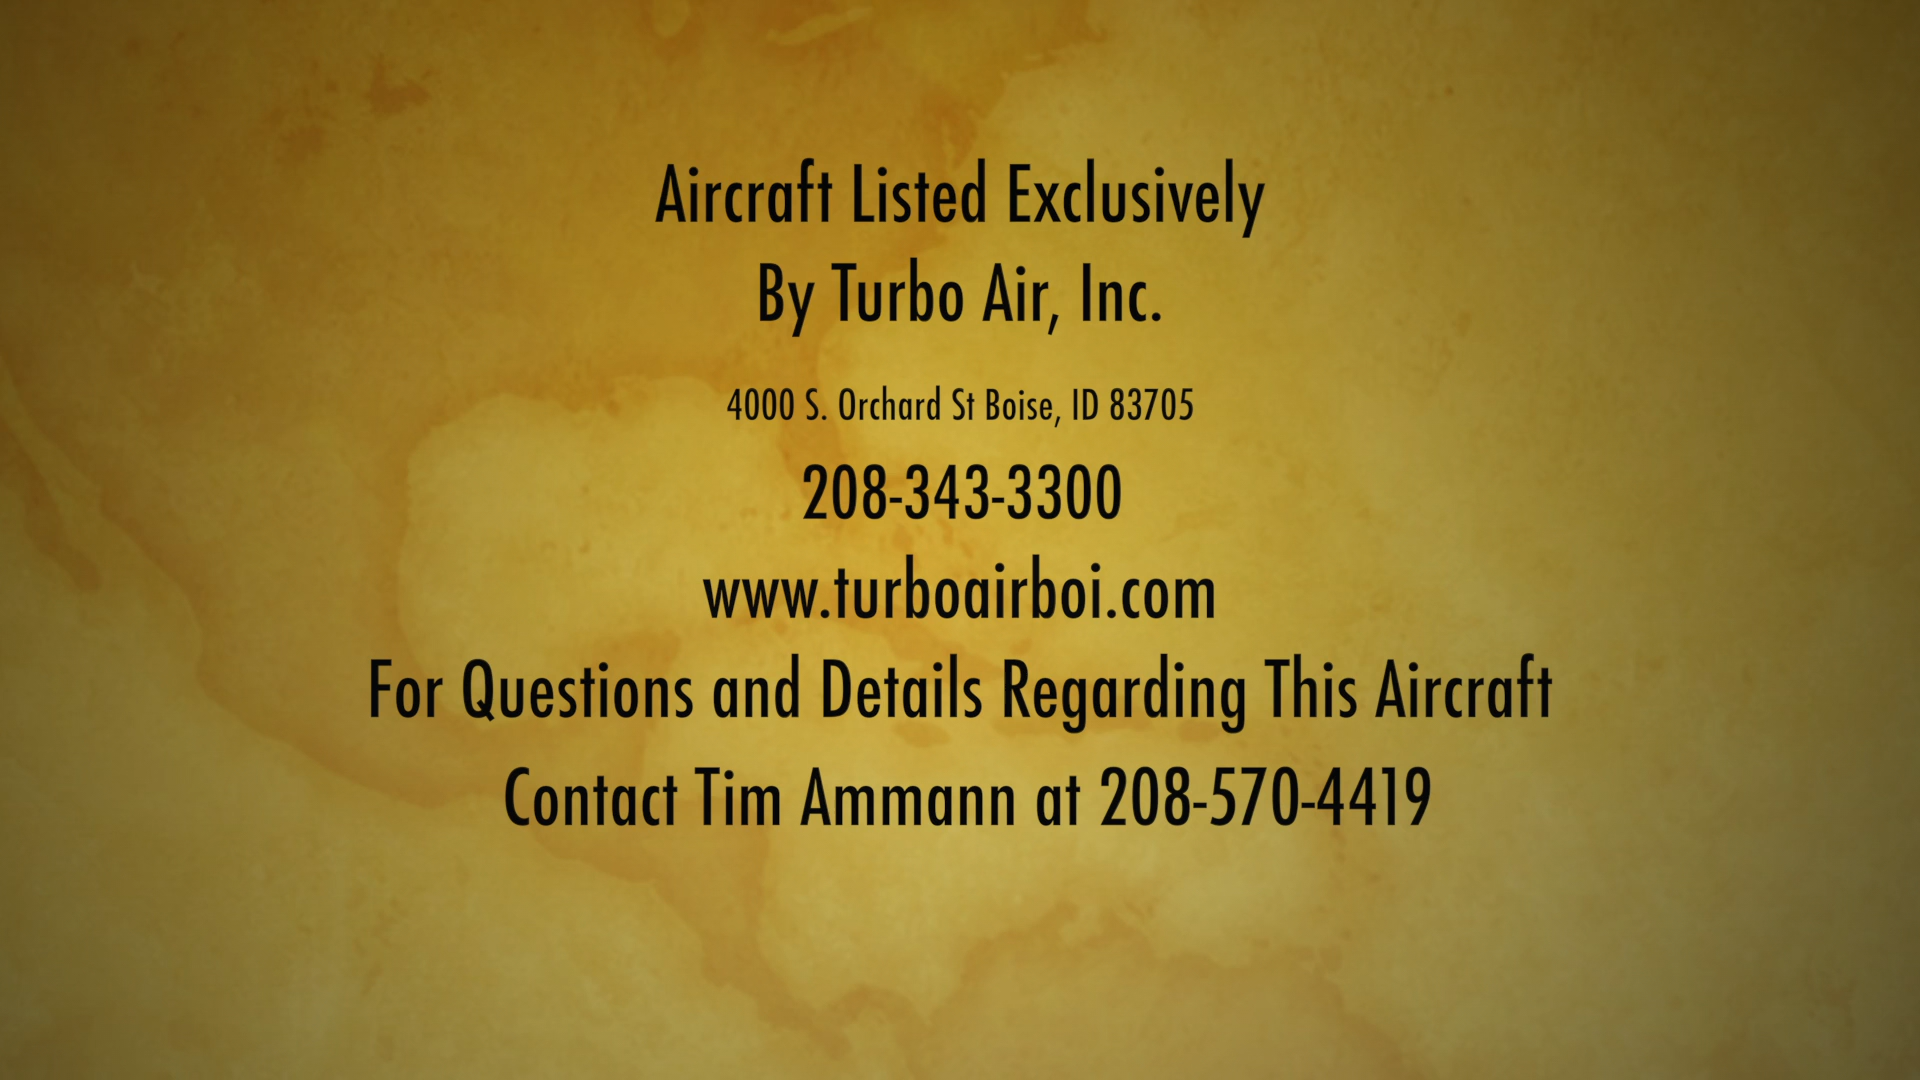 Aircraft Listed Exclusively
By Turbo Air, Inc.
4000 S. Orchard St Boise, ID 83705
208-343-3300
www.turboairboi.com
For Questions and Details Regarding This Aircraft
Contact Tim Ammann at 208-570-4419